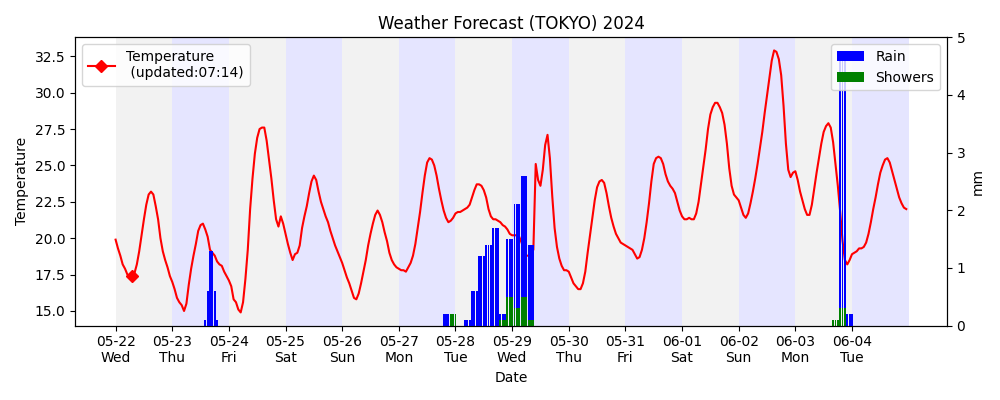 Weather Forecast (TOKYO) 2024
Temperature
(updated:07:14)
Rain
Showers
Temperature
32.5
30.0
27.5
25.0
22.5
20.0
17.5
15.0
5
4
3
2
1
0
mm
05-22 05-23 05-24 05-25 05-26 05-27 05-28 05-29 05-30 05-31 06-01 06-02 06-03 06-04
Wed Thu Fri Sat Sun Mon Tue Wed Thu Fri Sat Sun Mon Tue
Date